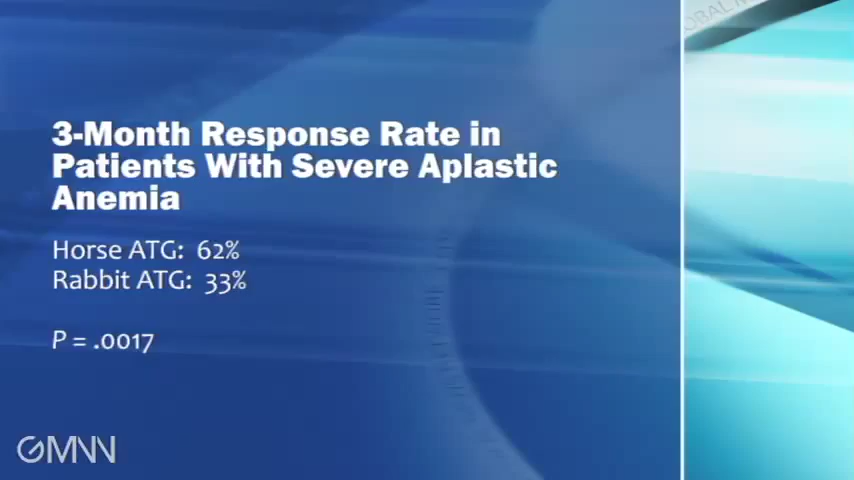 3-Month Response Rate in
Patients With Severe Aplastic
Anemia
Horse ATG: 62%
Rabbit ATG: 33%
P = .0017
GMNN